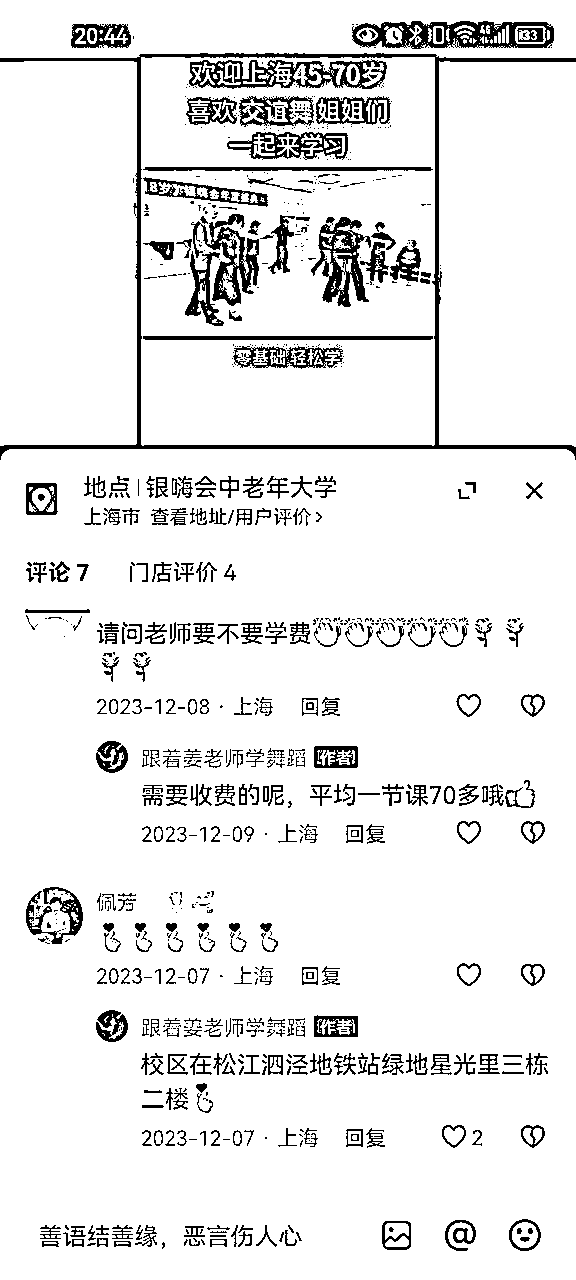 20:44
33
欢迎上海45-70岁
喜欢 交谊舞 姐姐们
一起来学习
零基础 轻松学
地点 | 银嗨会中老年大学
上海市 查看地址/用户评价 >
评论 7 门店评价 4
请问老师要不要学费
2023-12-08 · 上海 回复
跟着姜老师学舞蹈 作者
需要收费的呢，平均一节课70多哦
2023-12-09 · 上海 回复
佩芳
2023-12-07 · 上海 回复
跟着姜老师学舞蹈 作者
校区在松江泗泾地铁站绿地星光里三栋
二楼
2023-12-07 · 上海 回复 2
善语结善缘，恶言伤人心